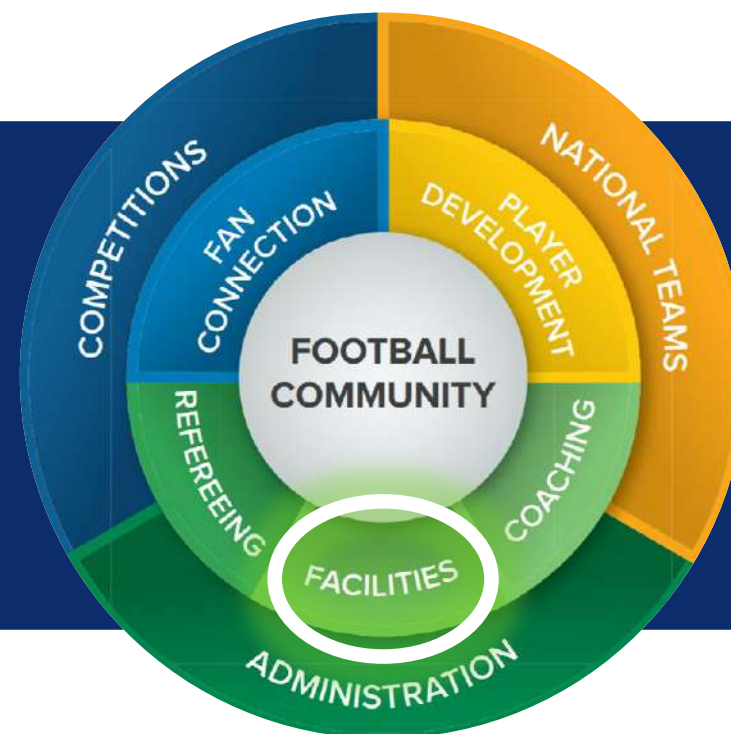 COMPETITIONS
NATIONAL TEAMS
FAN
CONNECTION
PLAYER
DEVELOPMENT
FOOTBALL
COMMUNITY
REFEREEING
COACHING
FACILITIES
ADMINISTRATION